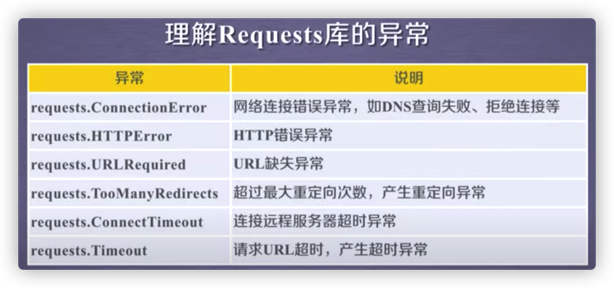 理解Requests库的异常
异常 说明
requests.ConnectionError 网络连接错误异常，如DNS查询失败、拒绝连接等
requests.HTTPError HTTP错误异常
requests.URLRequired URL缺失异常
requests.TooManyRedirects 超过最大重定向次数，产生重定向异常
requests.ConnectTimeout 连接远程服务器超时异常
requests.Timeout 请求URL超时，产生超时异常